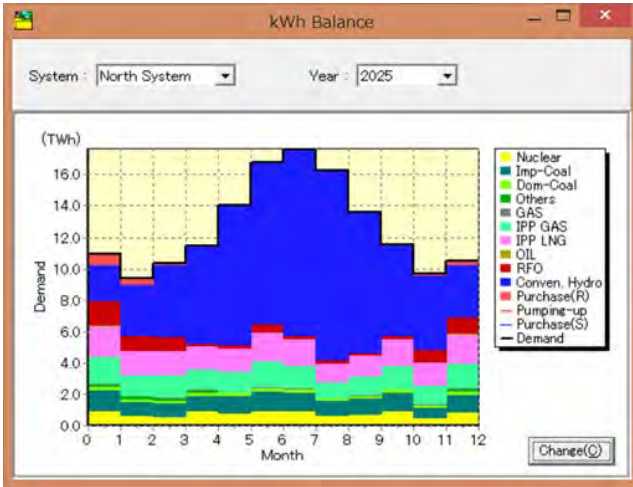 kWh Balance
System : North System Year : 2025
(TWh)
16.0
14.0
12.0
10.0
8.0
6.0
4.0
2.0
0.0
Demand
0 1 2 3 4 5 6 7 8 9 10 11 12
Month
Nuclear
Imp-Coal
Dom-Coal
Others
GAS
IPP GAS
IPP LNG
OIL
RFO
Conven. Hydro
Purchase(R)
Pumping-up
Purchase(S)
Demand
Change(C)